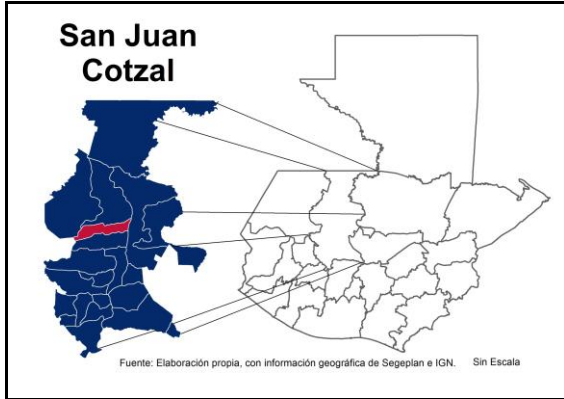 San Juan
Cotzal
Fuente: Elaboración propia, con información geográfica de Segeplan e IGN. Sin Escala